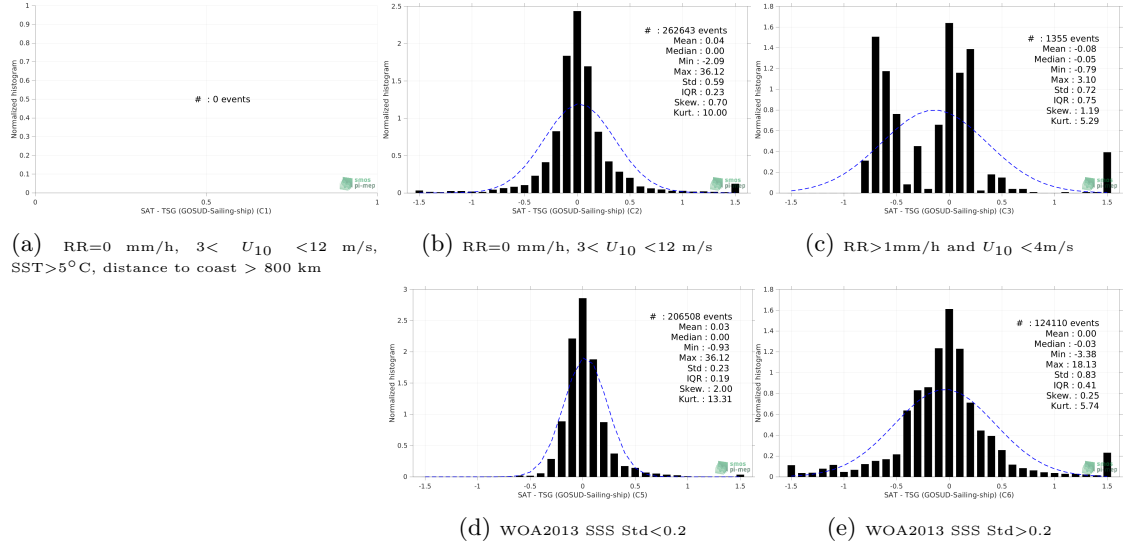 1
0.9
0.8
0.7
0.6
0.5
0.4
0.3
0.2
0.1
0
Normalized histogram
# : 0 events
smos
pi-mep
0 0.5 1
SAT - TSG (GOSUD-Sailing-ship) (C1)
(a) RR=0 mm/h, 3< U10 <12 m/s,
SST>5°C, distance to coast > 800 km
2.5
2
1.5
1
0.5
0
Normalized histogram
# : 262643 events
Mean : 0.04
Median : 0.00
Min : -2.09
Max : 36.12
Std : 0.59
IQR : 0.23
Skew. : 0.70
Kurt. : 10.00
smos
pi-mep
-1.5 -1 -0.5 0 0.5 1 1.5
SAT - TSG (GOSUD-Sailing-ship) (C2)
(b) RR=0 mm/h, 3< U10 <12 m/s
1.8
1.6
1.4
1.2
1
0.8
0.6
0.4
0.2
0
Normalized histogram
# : 1355 events
Mean : -0.08
Median : -0.05
Min : -0.79
Max : 3.10
Std : 0.72
IQR : 0.75
Skew. : 1.19
Kurt. : 5.29
smos
pi-mep
-1.5 -1 -0.5 0 0.5 1 1.5
SAT - TSG (GOSUD-Sailing-ship) (C3)
(c) RR>1mm/h and U10 <4m/s
3
2.5
2
1.5
1
0.5
0
Normalized histogram
# : 206508 events
Mean : 0.03
Median : 0.00
Min : -0.93
Max : 36.12
Std : 0.23
IQR : 0.19
Skew. : 2.00
Kurt. : 13.31
smos
pi-mep
-1.5 -1 -0.5 0 0.5 1 1.5
SAT - TSG (GOSUD-Sailing-ship) (C5)
(d) WOA2013 SSS Std<0.2
1.8
1.6
1.4
1.2
1
0.8
0.6
0.4
0.2
0
Normalized histogram
# : 124110 events
Mean : 0.00
Median : -0.03
Min : -3.38
Max : 18.13
Std : 0.83
IQR : 0.41
Skew. : 0.25
Kurt. : 5.74
smos
pi-mep
-1.5 -1 -0.5 0 0.5 1 1.5
SAT - TSG (GOSUD-Sailing-ship) (C6)
(e) WOA2013 SSS Std>0.2